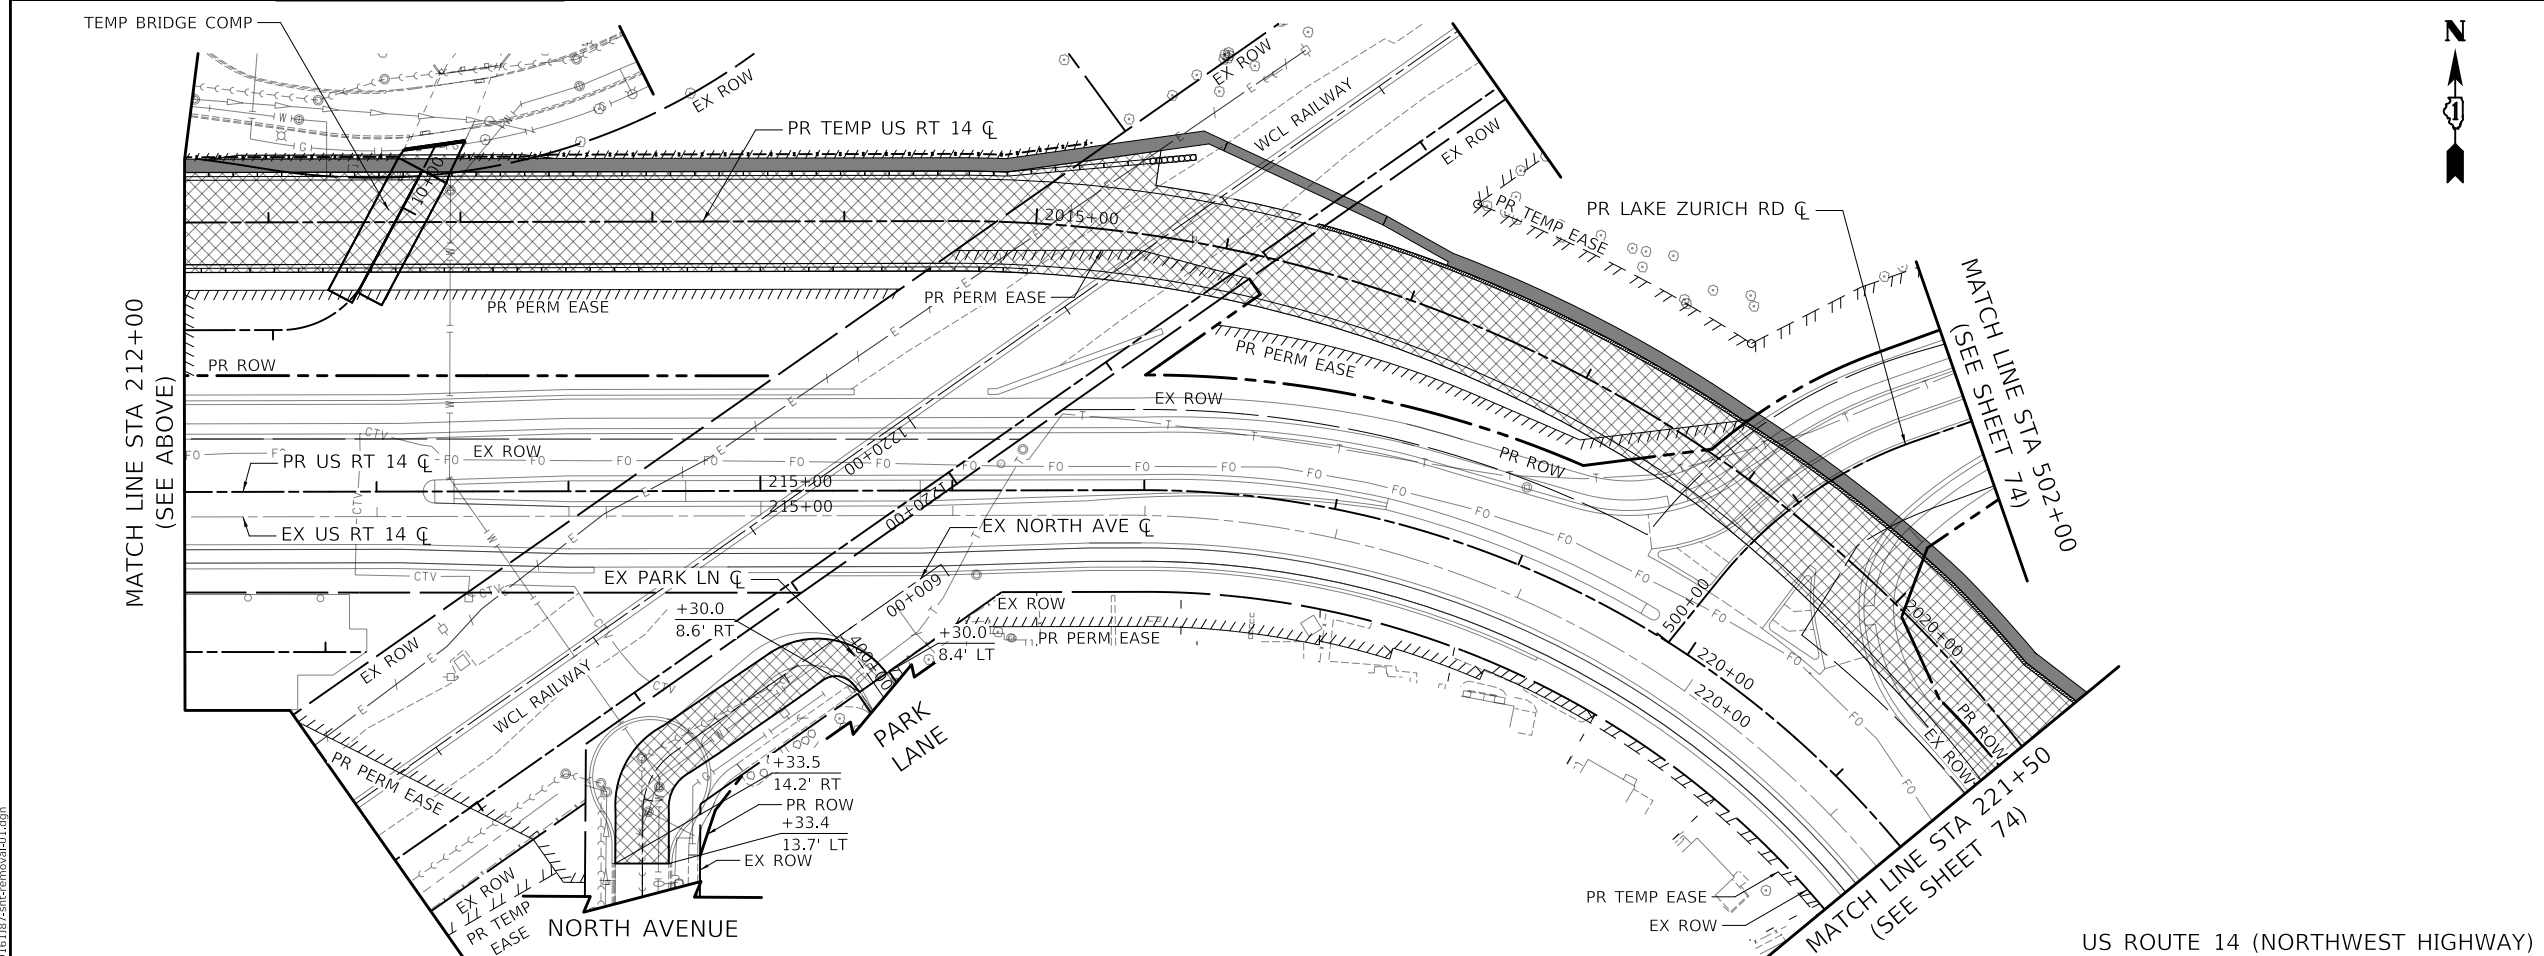 TEMP BRIDGE COMP
N
EX ROW
EX ROW
WCL RAILWAY
PR TEMP US RT 14 ℄
EX ROW
10+00
PR LAKE ZURICH RD ℄
PR TEMP EASE
2015+00
MATCH LINE STA 212+00
(SEE ABOVE)
MATCH LINE STA 502+00
(SEE SHEET 74)
PR PERM EASE
PR PERM EASE
PR ROW
PR PERM EASE
EX ROW
EX ROW
PR US RT 14 ℄
1220+00
PR ROW
215+00
215+00
1120+00
EX US RT 14 ℄
EX NORTH AVE ℄
EX PARK LN ℄
600+00
+30.0
8.6' RT
EX ROW
+30.0
8.4' LT
PR PERM EASE
400+00
500+00
2020+00
220+00
220+00
EX ROW
WCL RAILWAY
PARK
LANE
PR ROW
EX ROW
PR PERM EASE
+33.5
14.2' RT
PR ROW
+33.4
13.7' LT
EX ROW
EX ROW
PR TEMP
EASE
NORTH AVENUE
PR TEMP EASE
EX ROW
MATCH LINE STA 221+50
(SEE SHEET 74)
US ROUTE 14 (NORTHWEST HIGHWAY)